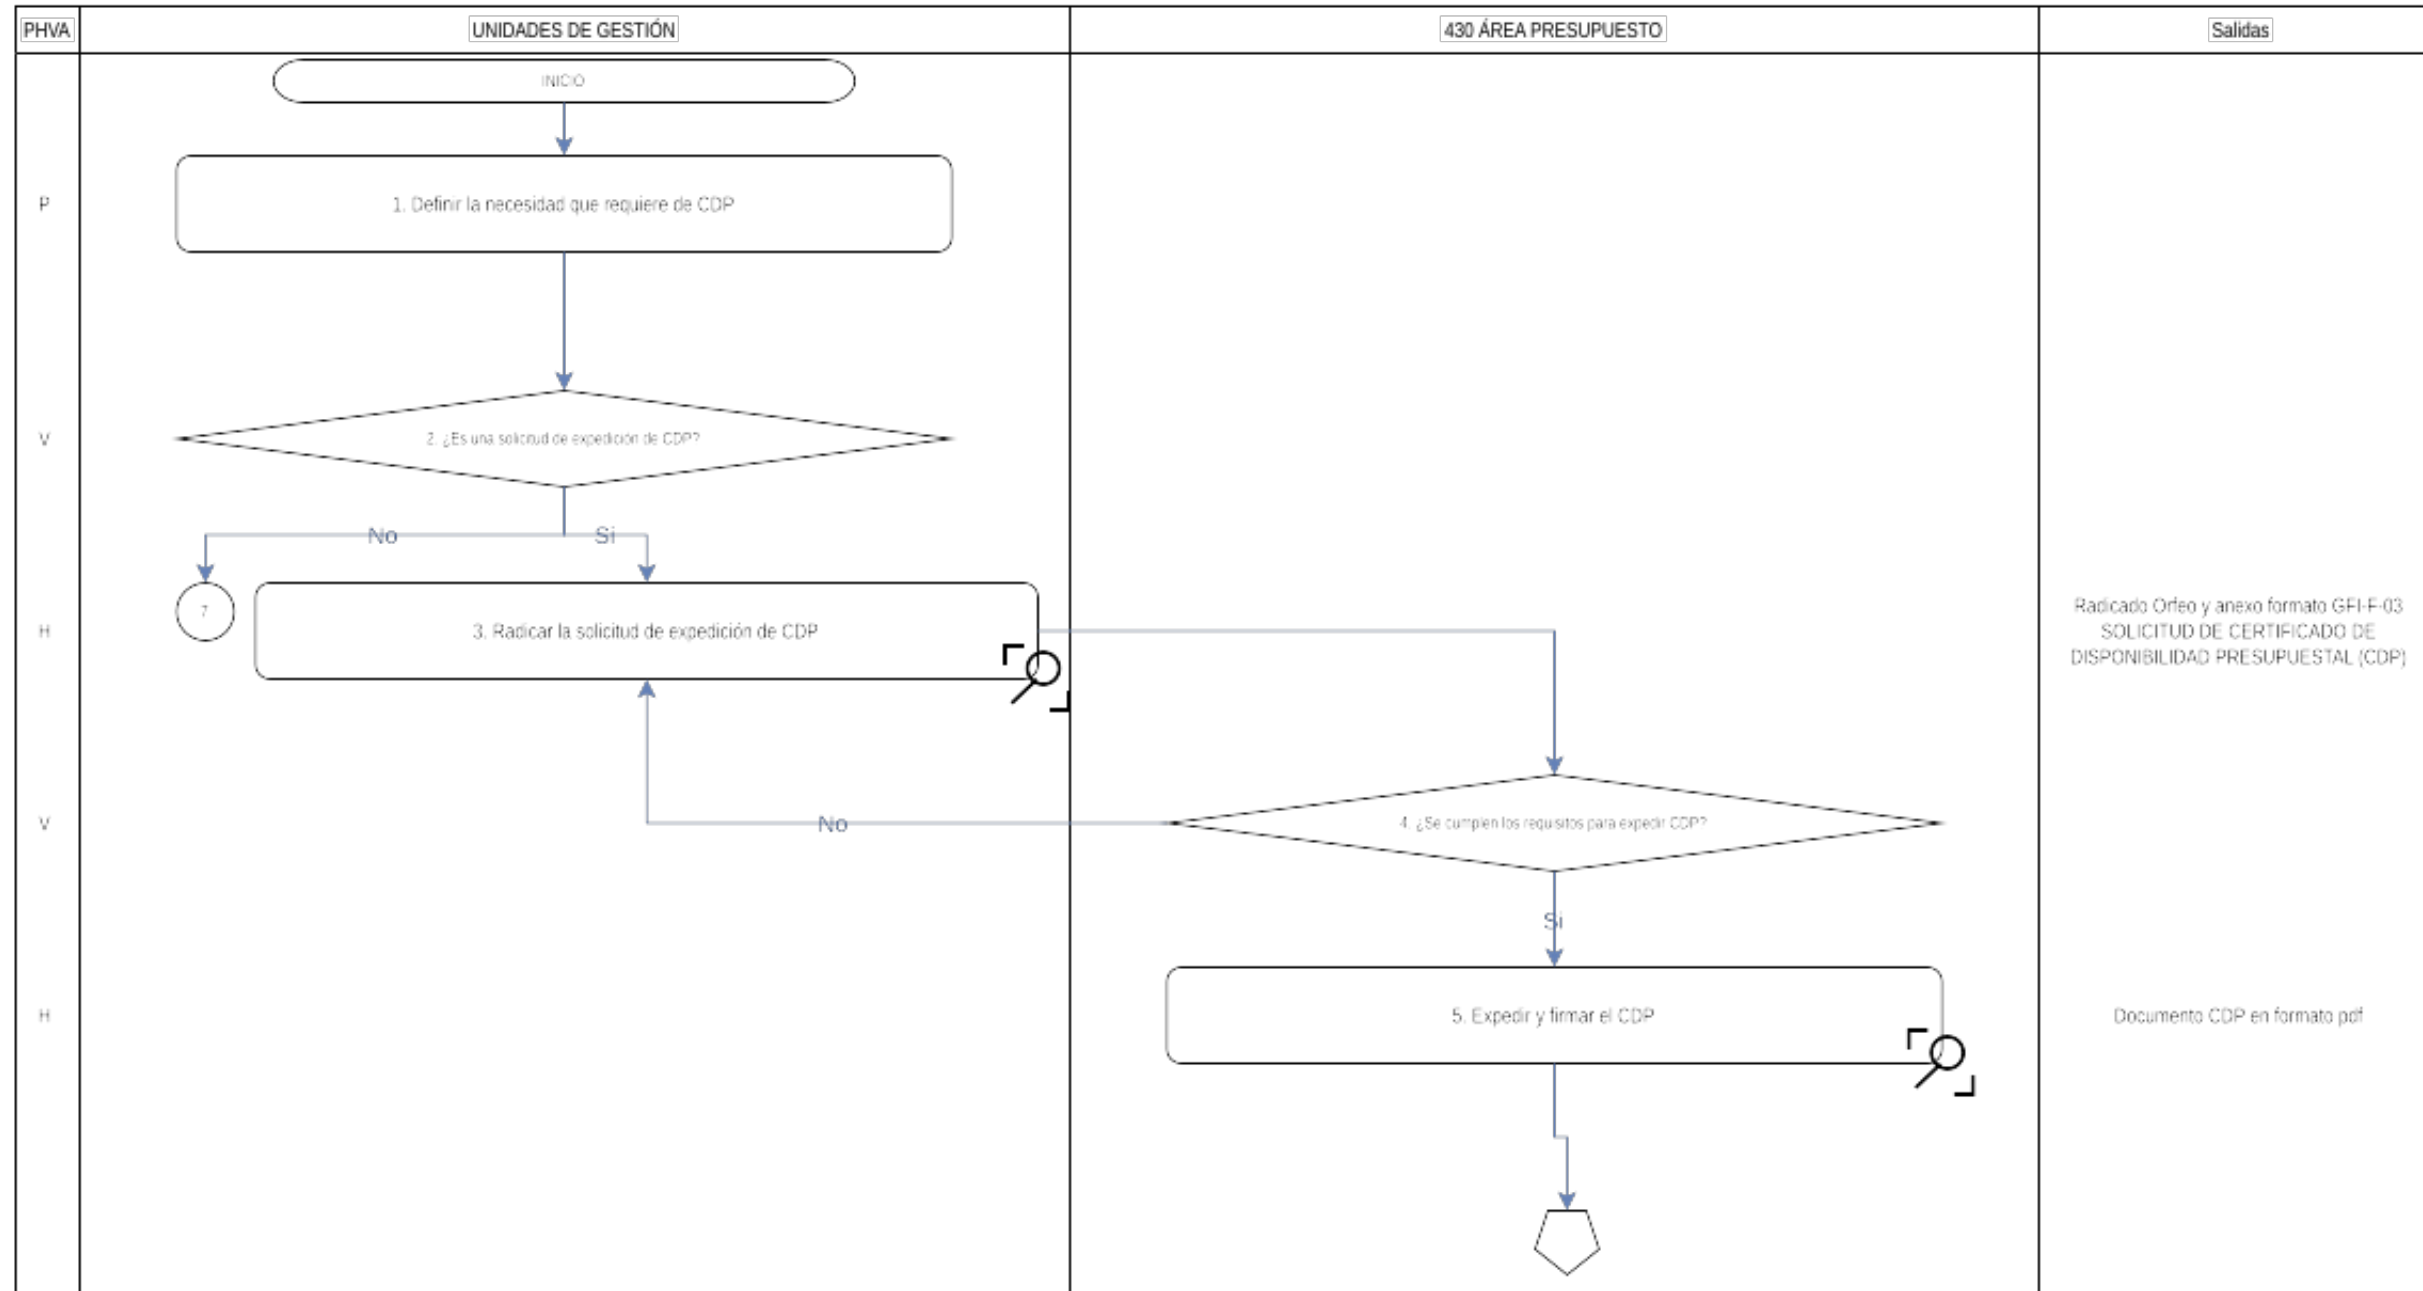 PHVA
UNIDADES DE GESTIÓN
430 ÁREA PRESUPUESTO
Salidas
INICIO
P
1. Definir la necesidad que requiere de CDP
V
2. ¿Es una solicitud de expedición de CDP?
No
Si
7
H
3. Radicar la solicitud de expedición de CDP
Radicado Orfeo y anexo formato GFI-F-03
SOLICITUD DE CERTIFICADO DE
DISPONIBILIDAD PRESUPUESTAL (CDP)
V
No
4. ¿Se cumplen los requisitos para expedir CDP?
Si
H
5. Expedir y firmar el CDP
Documento CDP en formato pdf